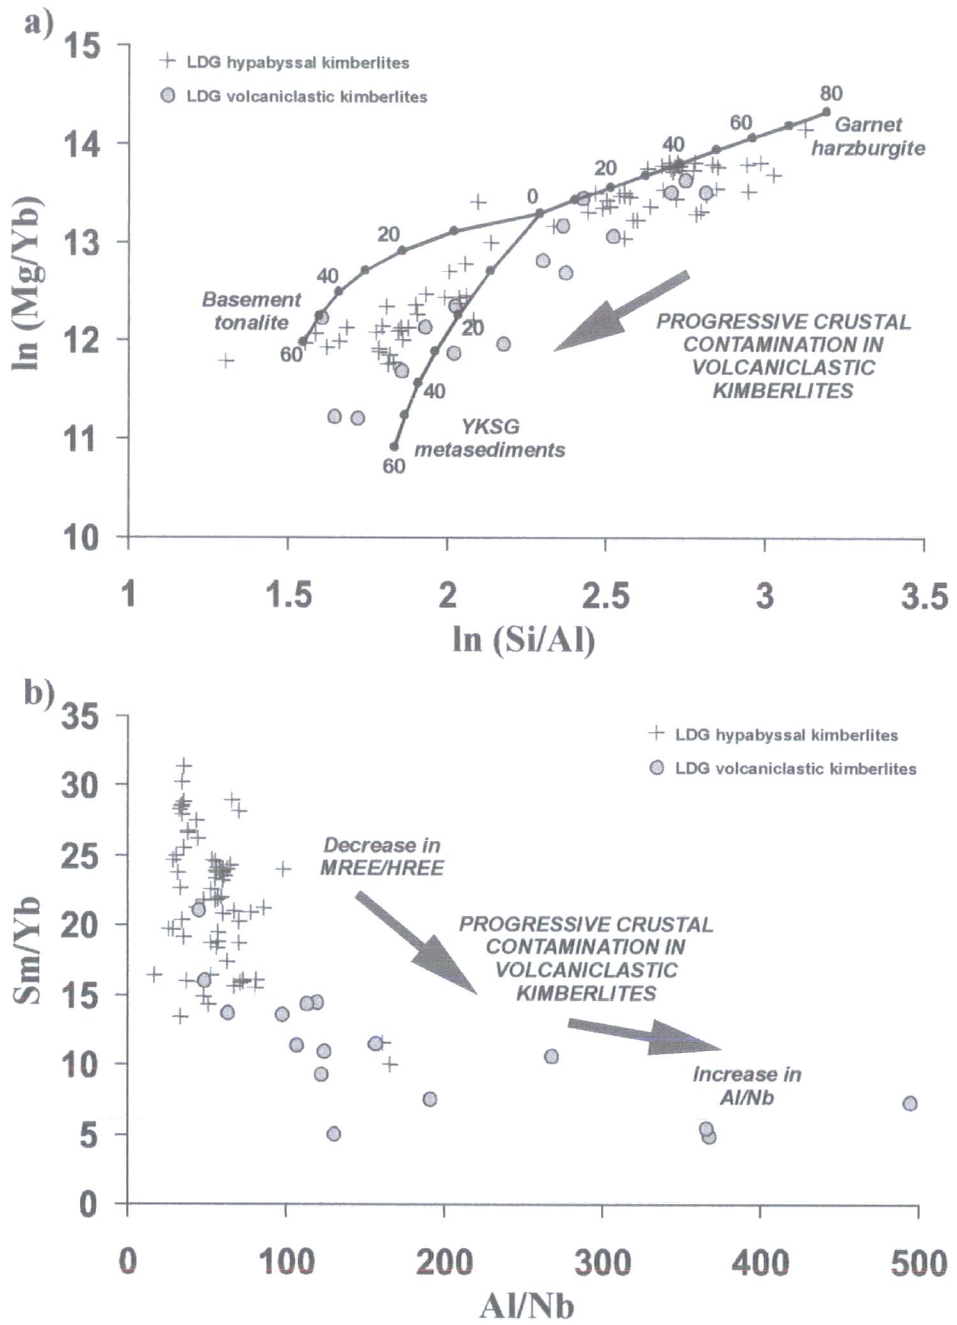 a)
15
14
13
12
11
10
ln (Mg/Yb)
LDG hypabyssal kimberlites
LDG volcaniclastic kimberlites
80
60
40
20
0
Garnet
harzburgite
20
40
60
Basement
tonalite
20
40
60
YKSG
metasediments
PROGRESSIVE CRUSTAL
CONTAMINATION IN
VOLCANICLASTIC
KIMBERLITES
1 1.5 2 2.5 3 3.5
ln (Si/Al)
b)
35
30
25
20
15
10
5
0
Sm/Yb
LDG hypabyssal kimberlites
LDG volcaniclastic kimberlites
Decrease in
MREE/HREE
PROGRESSIVE CRUSTAL
CONTAMINATION IN
VOLCANICLASTIC
KIMBERLITES
Increase in
Al/Nb
0 100 200 300 400 500
Al/Nb